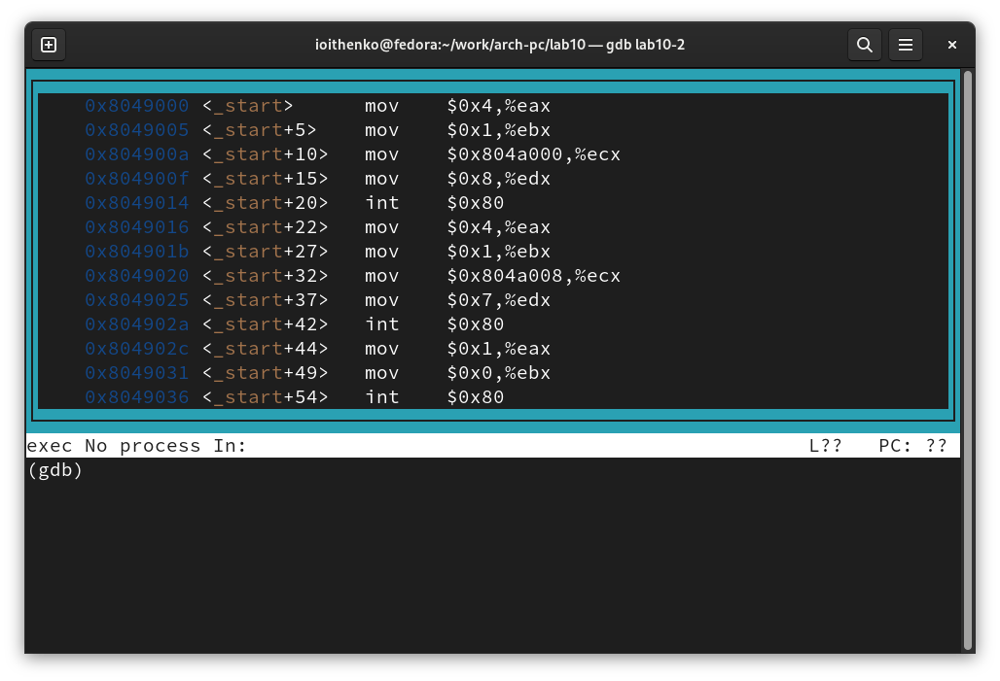 ioithenko@fedora:~/work/arch-pc/lab10 — gdb lab10-2
0x8049000 <_start> mov $0x4,%eax
0x8049005 <_start+5> mov $0x1,%ebx
0x804900a <_start+10> mov $0x804a000,%ecx
0x804900f <_start+15> mov $0x8,%edx
0x8049014 <_start+20> int $0x80
0x8049016 <_start+22> mov $0x4,%eax
0x804901b <_start+27> mov $0x1,%ebx
0x8049020 <_start+32> mov $0x804a008,%ecx
0x8049025 <_start+37> mov $0x7,%edx
0x804902a <_start+42> int $0x80
0x804902c <_start+44> mov $0x1,%eax
0x8049031 <_start+49> mov $0x0,%ebx
0x8049036 <_start+54> int $0x80
exec No process In: L?? PC: ??
(gdb)